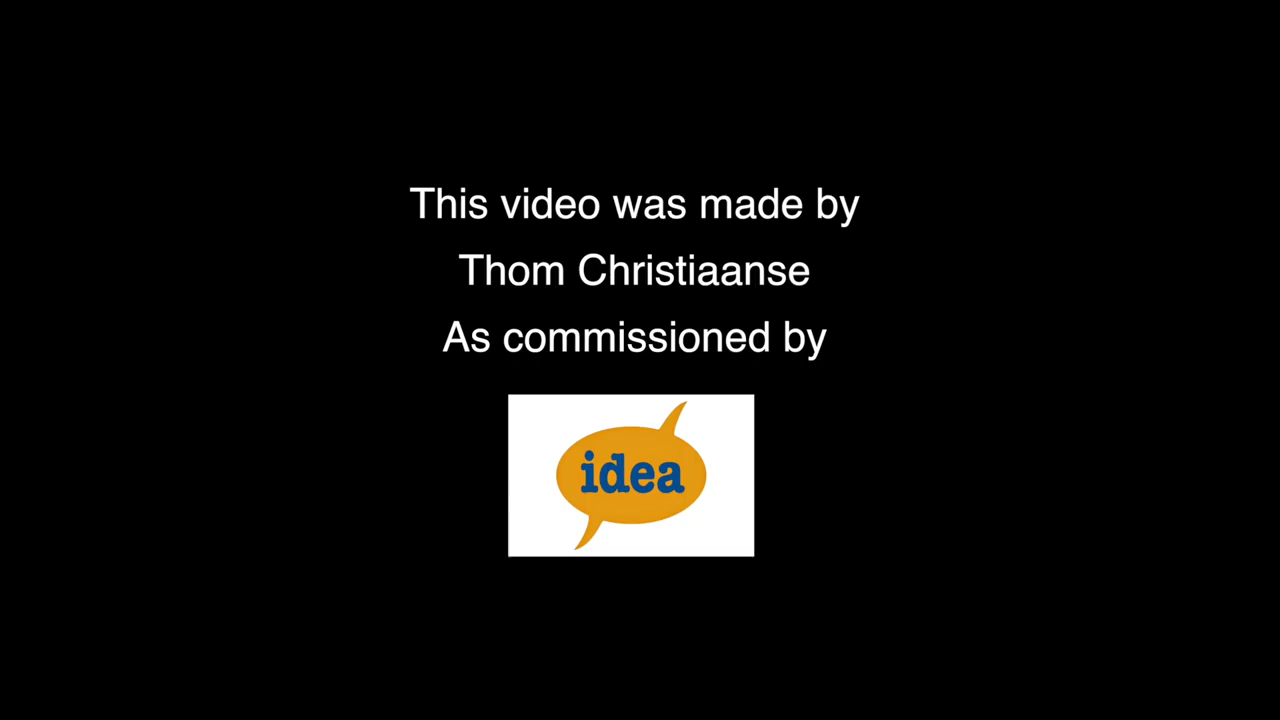 This video was made by
Thom Christiaanse
As commissioned by
idea